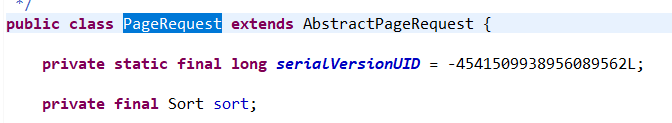 */
public class PageRequest extends AbstractPageRequest {
private static final long serialVersionUID = -4541509938956089562L;
private final Sort sort;